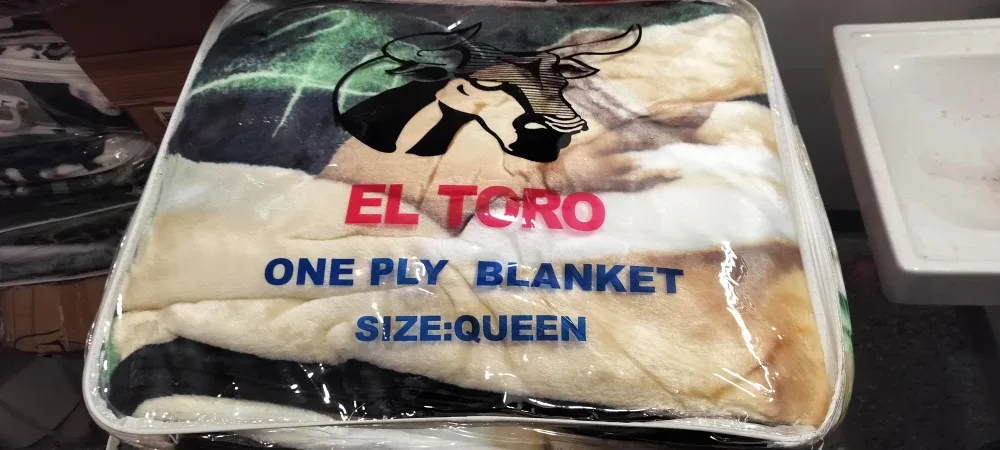 EL TORO
ONE PLY BLANKET
SIZE:QUEEN